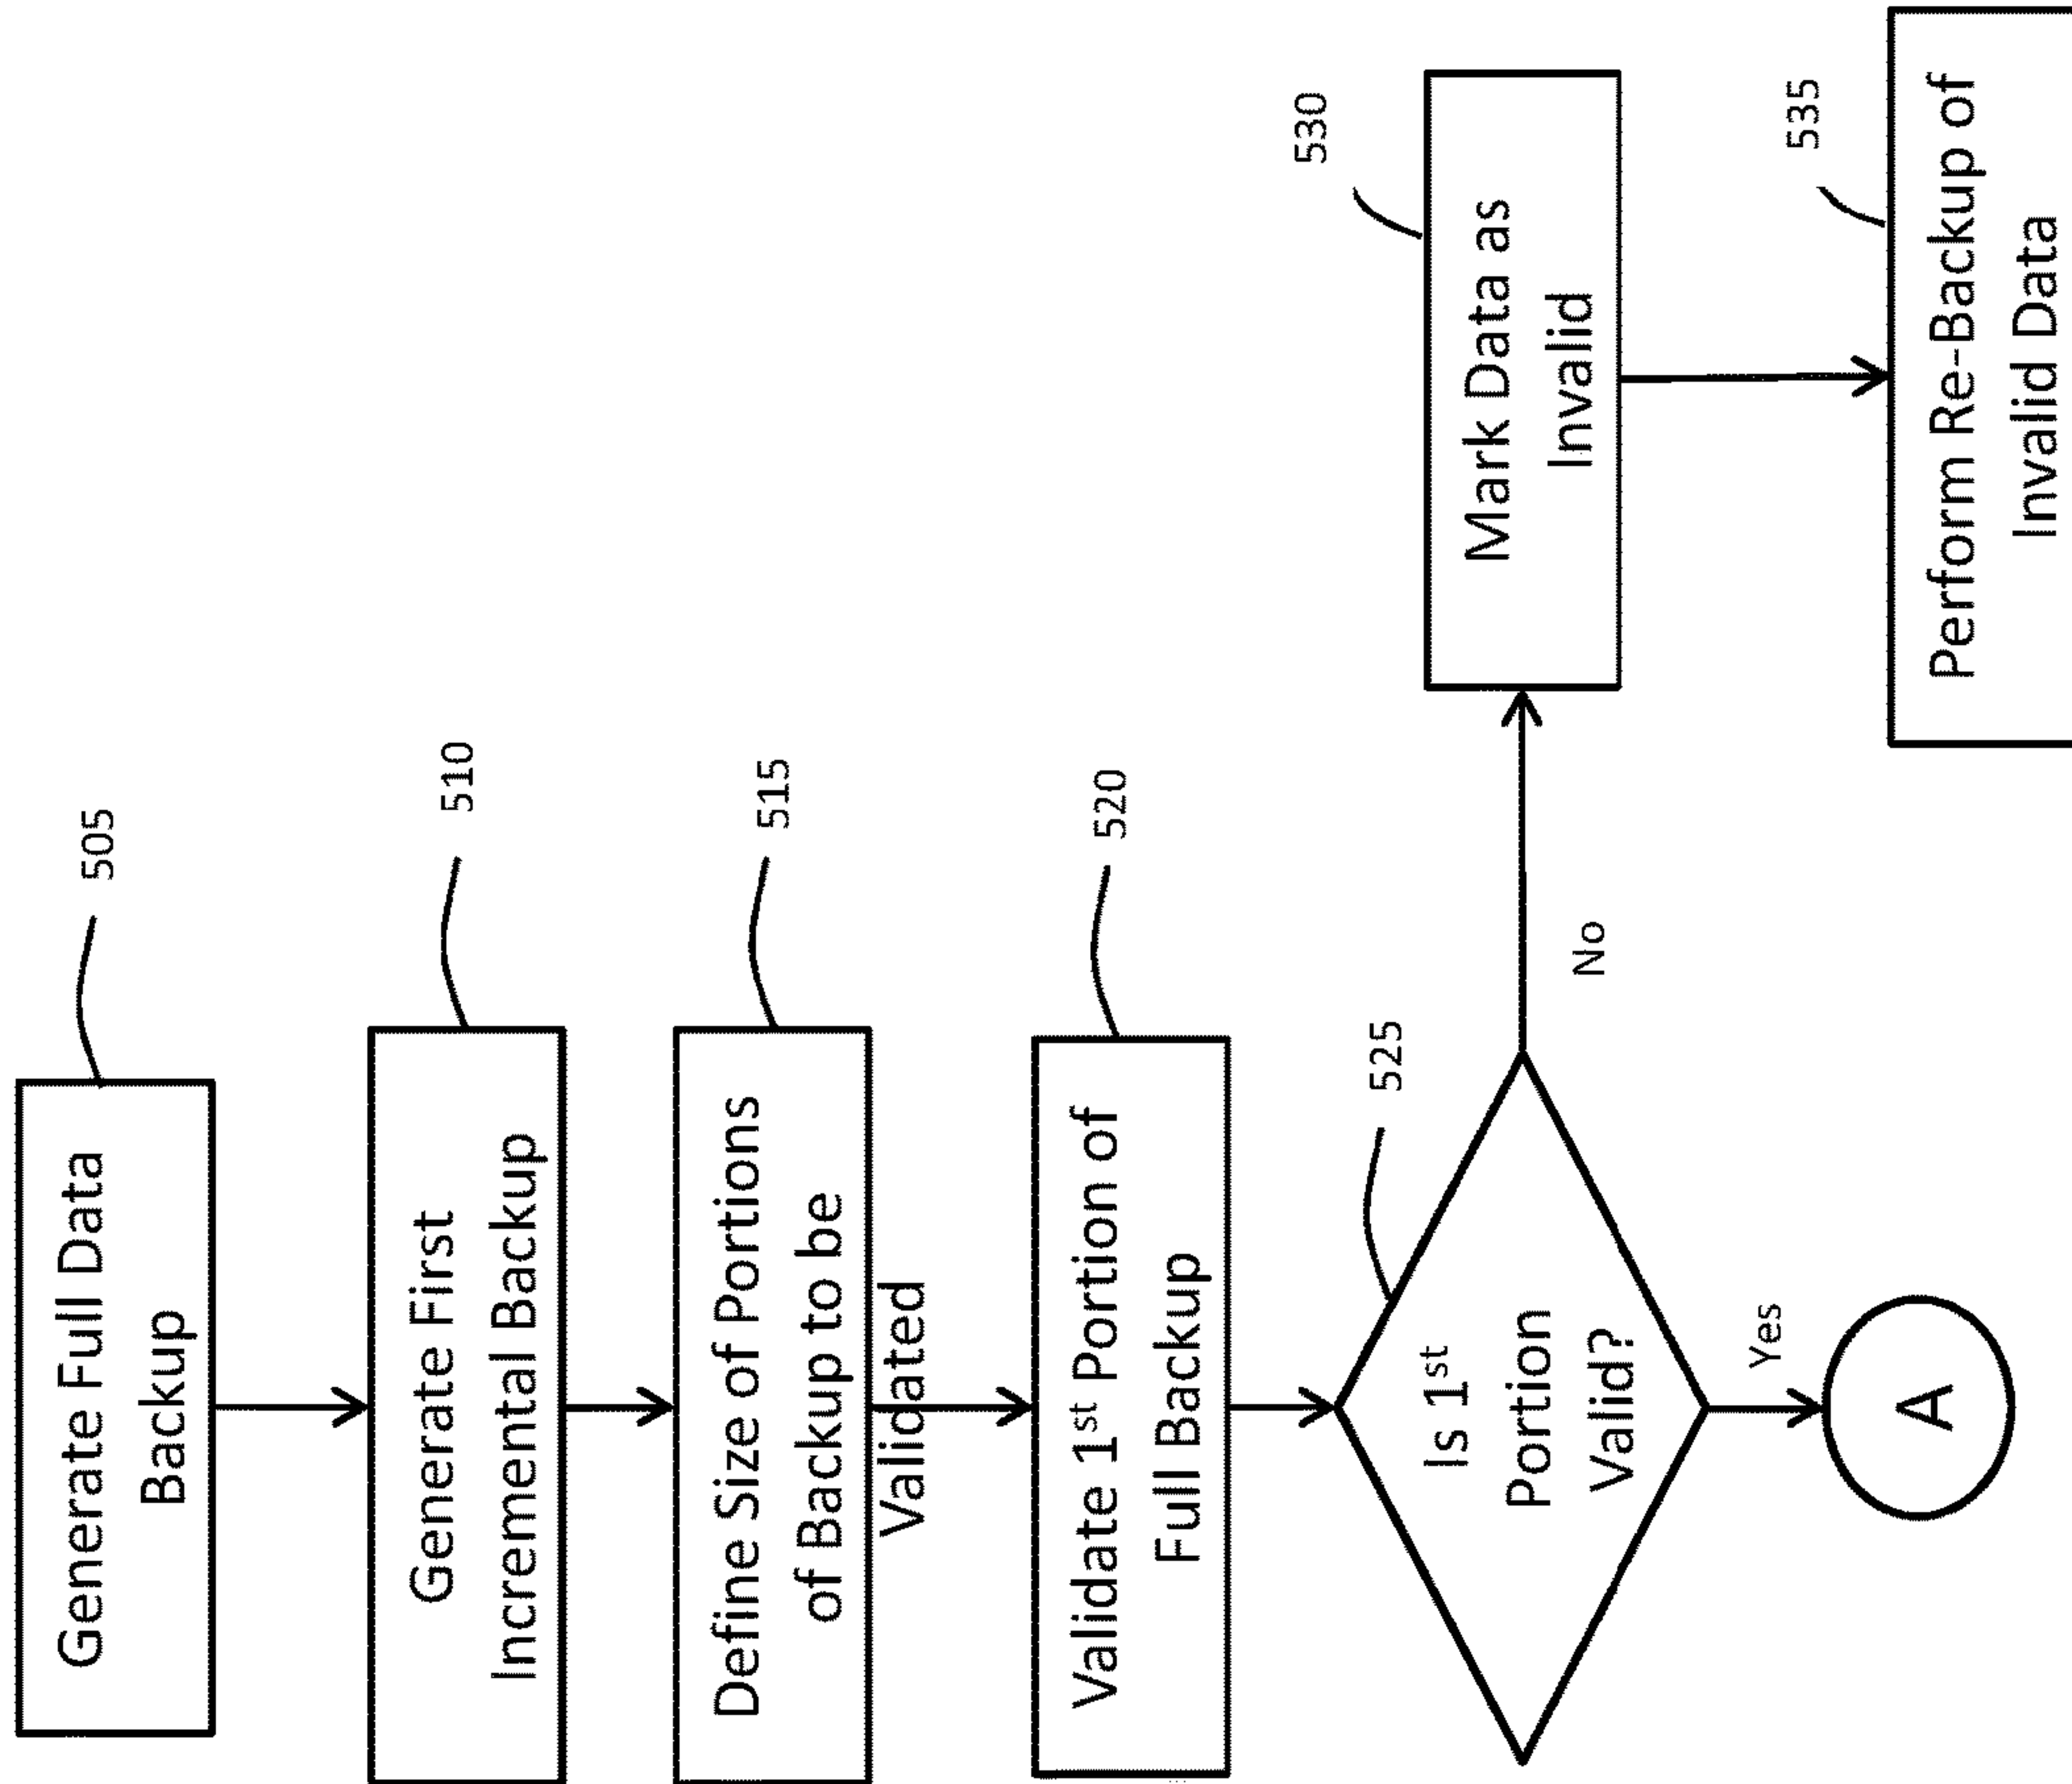 Generate Full Data
Backup
505
Generate First
Incremental Backup
510
Define Size of Portions
of Backup to be
Validated
515
Validate 1st Portion of
Full Backup
520
Is 1st
Portion
Valid?
525
No
Yes
A
Mark Data as
Invalid
530
Perform Re-Backup of
Invalid Data
535